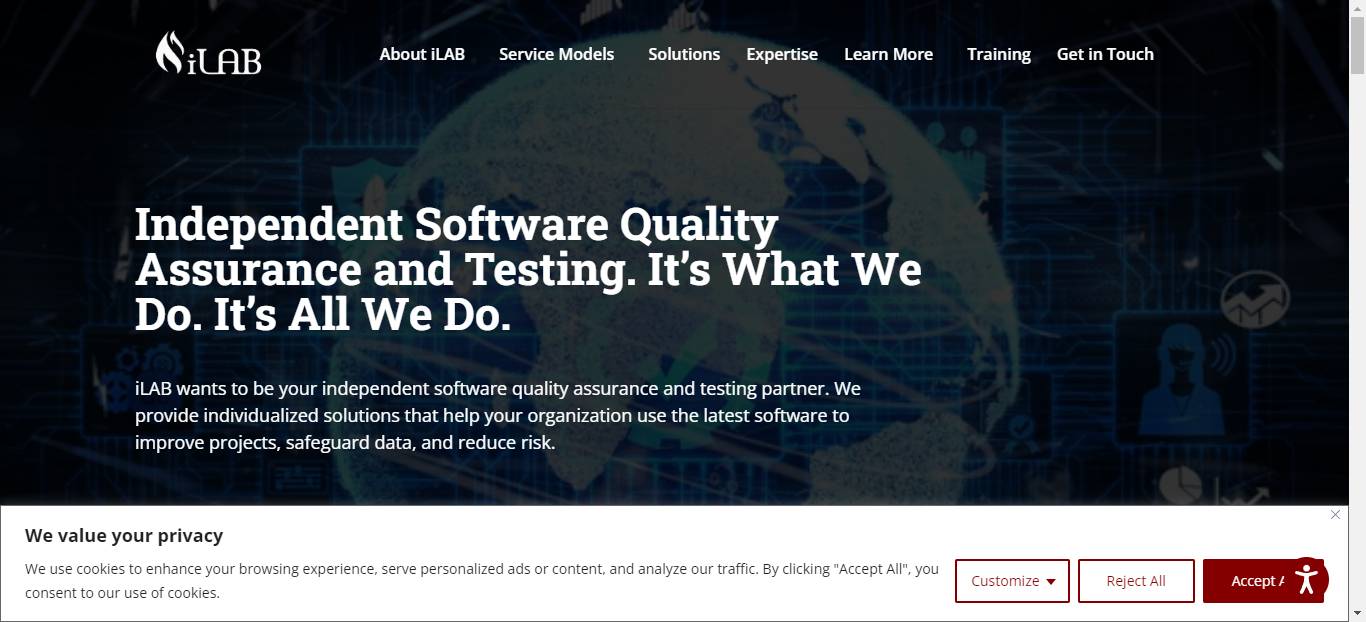 iLAB
About iLAB Service Models Solutions Expertise Learn More Training Get in Touch
Independent Software Quality
Assurance and Testing. It’s What We
Do. It’s All We Do.
iLAB wants to be your independent software quality assurance and testing partner. We
provide individualized solutions that help your organization use the latest software to
improve projects, safeguard data, and reduce risk.
We value your privacy
We use cookies to enhance your browsing experience, serve personalized ads or content, and analyze our traffic. By clicking "Accept All", you
consent to our use of cookies.
Customize Reject All Accept